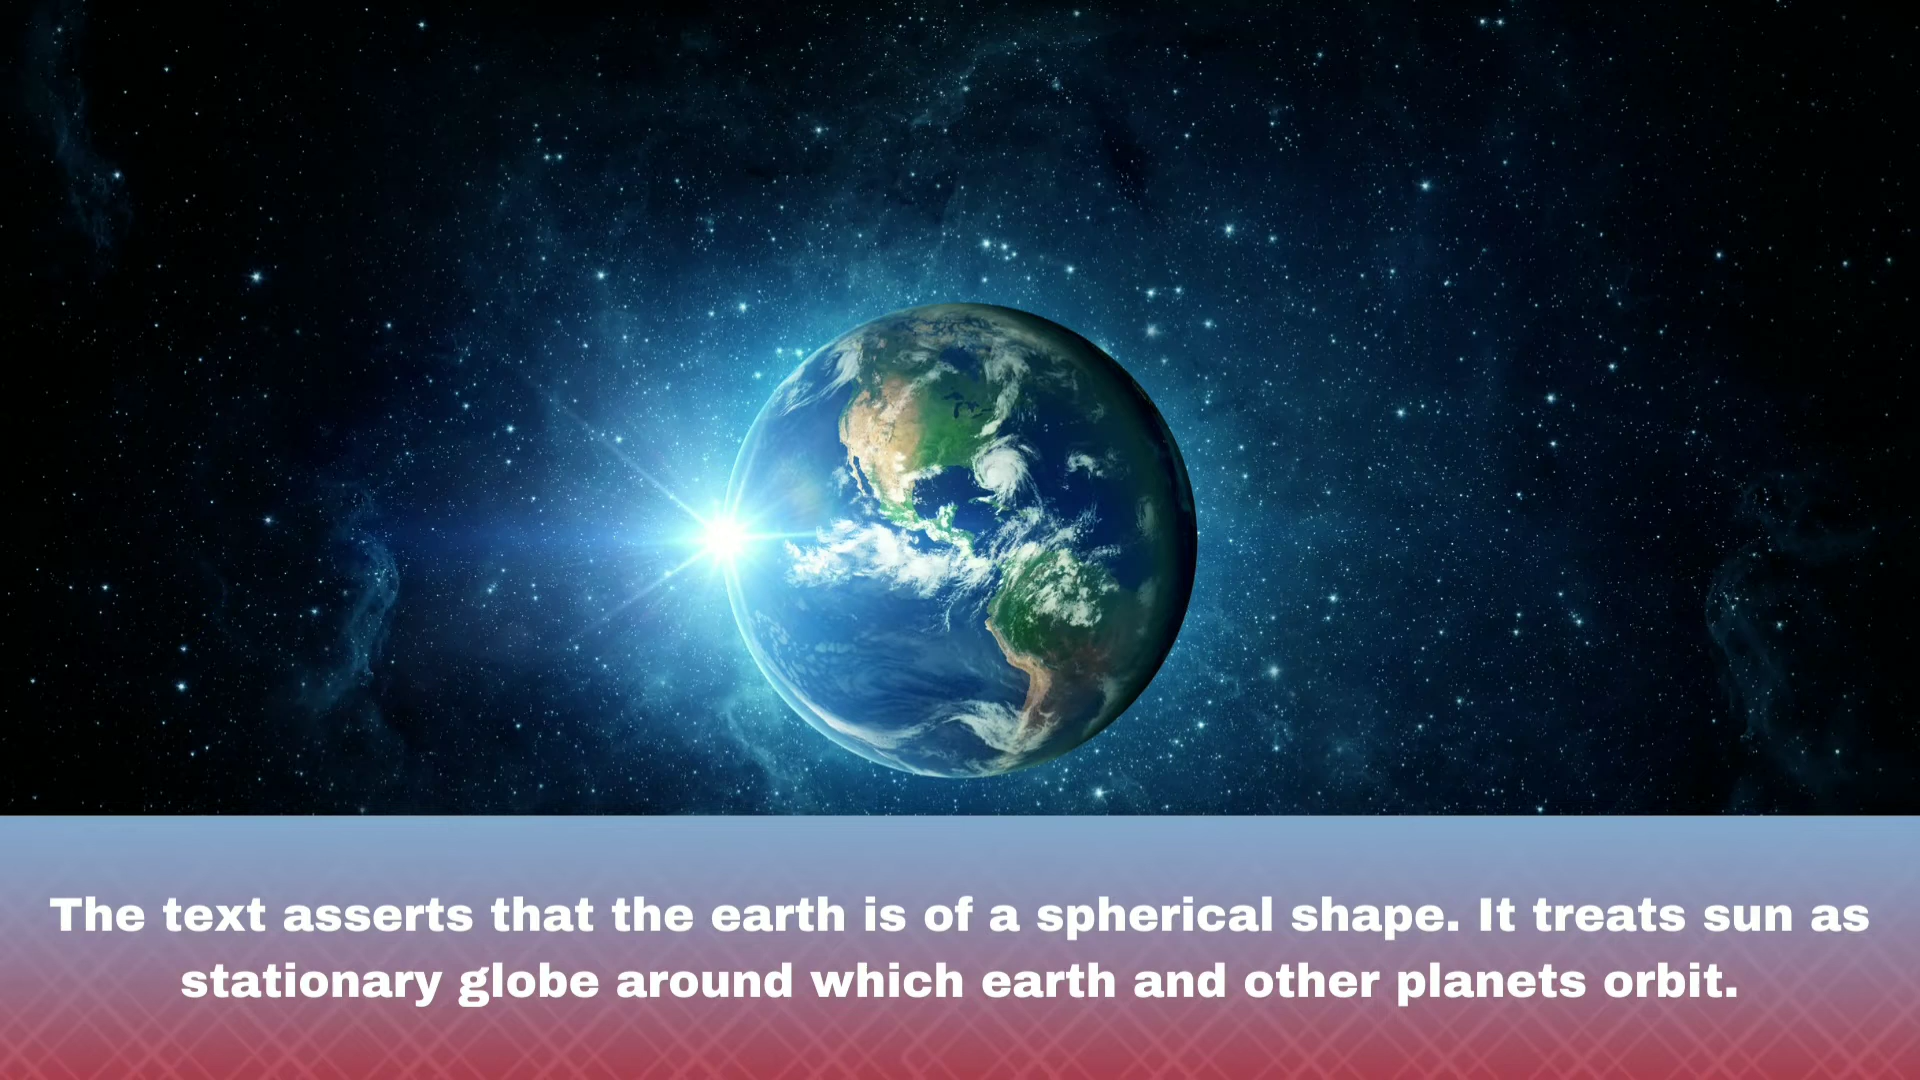 The text asserts that the earth is of a spherical shape. It treats sun as
stationary globe around which earth and other planets orbit.